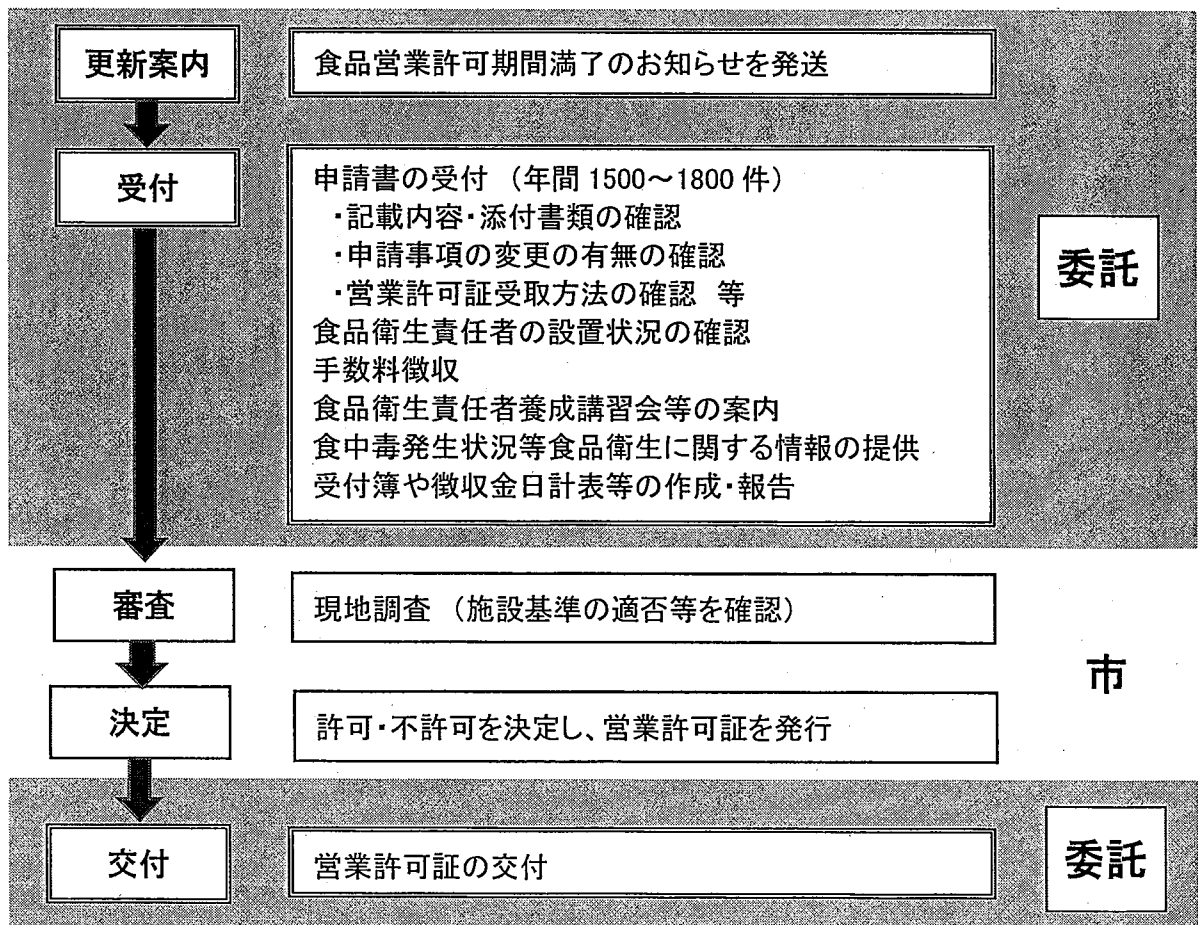 更新案内
食品営業許可期間満了のお知らせを発送
受付
申請書の受付 (年間 1500~1800 件)
・記載内容・添付書類の確認
・申請事項の変更の有無の確認
・営業許可証受取方法の確認 等
食品衛生責任者の設置状況の確認
手数料徴収
食品衛生責任者養成講習会等の案内
食中毒発生状況等食品衛生に関する情報の提供
受付簿や徴収金日計表等の作成・報告
委託
審査
現地調査 (施設基準の適否等を確認)
市
決定
許可・不許可を決定し、営業許可証を発行
交付
営業許可証の交付
委託